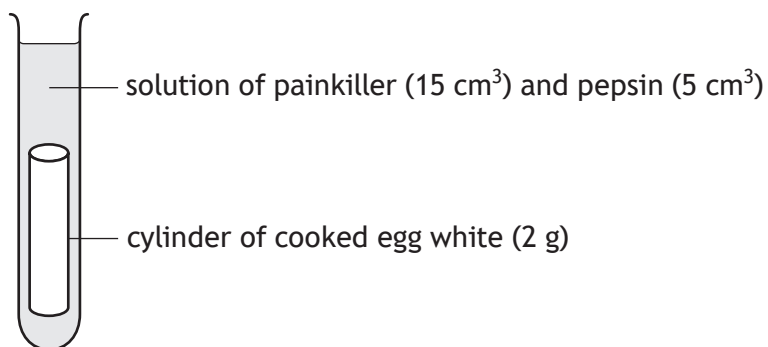 solution of painkiller (15 cm³) and pepsin (5 cm³)
cylinder of cooked egg white (2 g)